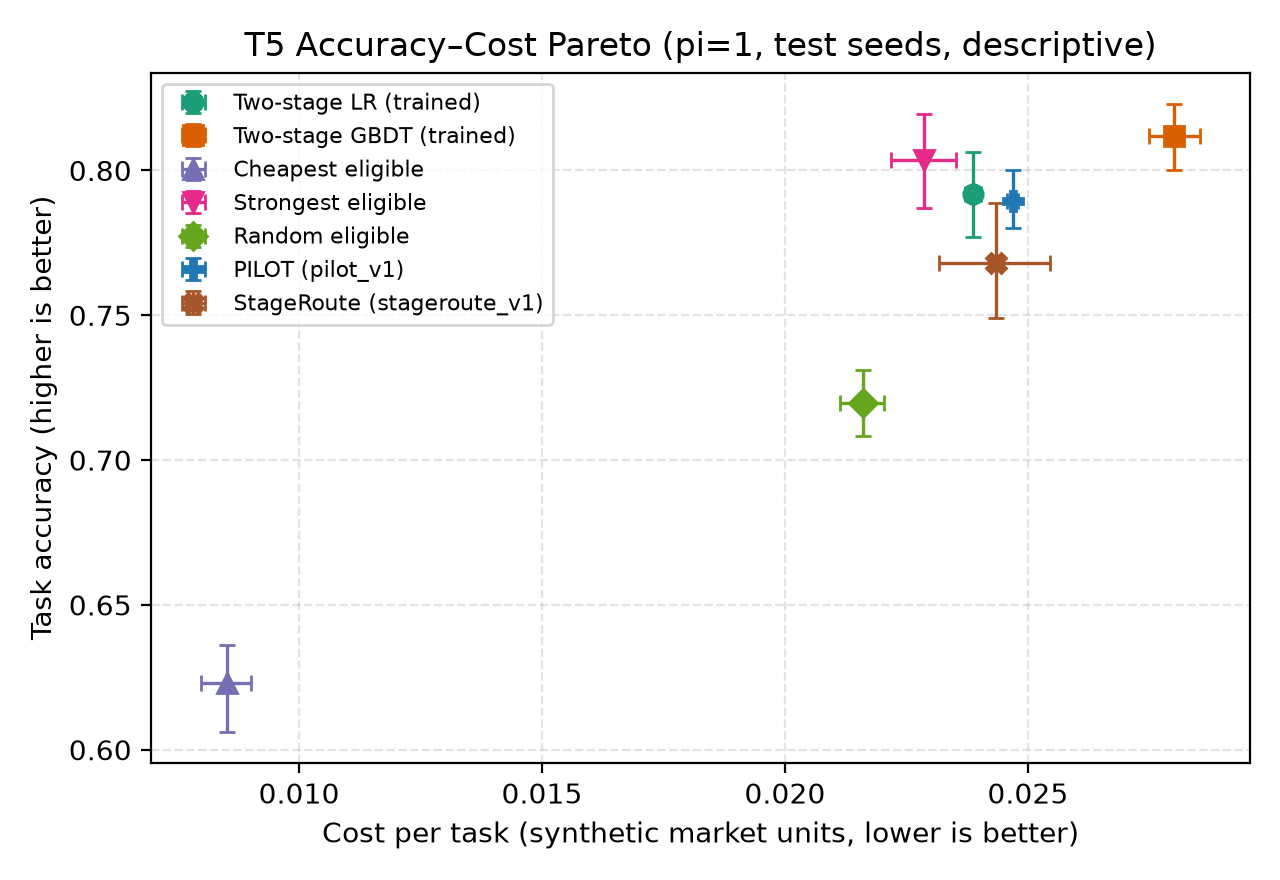 T5 Accuracy–Cost Pareto (pi=1, test seeds, descriptive)
Two-stage LR (trained)
Two-stage GBDT (trained)
Cheapest eligible
Strongest eligible
Random eligible
PILOT (pilot_v1)
StageRoute (stageroute_v1)
Task accuracy (higher is better)
0.80
0.75
0.70
0.65
0.60
0.010
0.015
0.020
0.025
Cost per task (synthetic market units, lower is better)